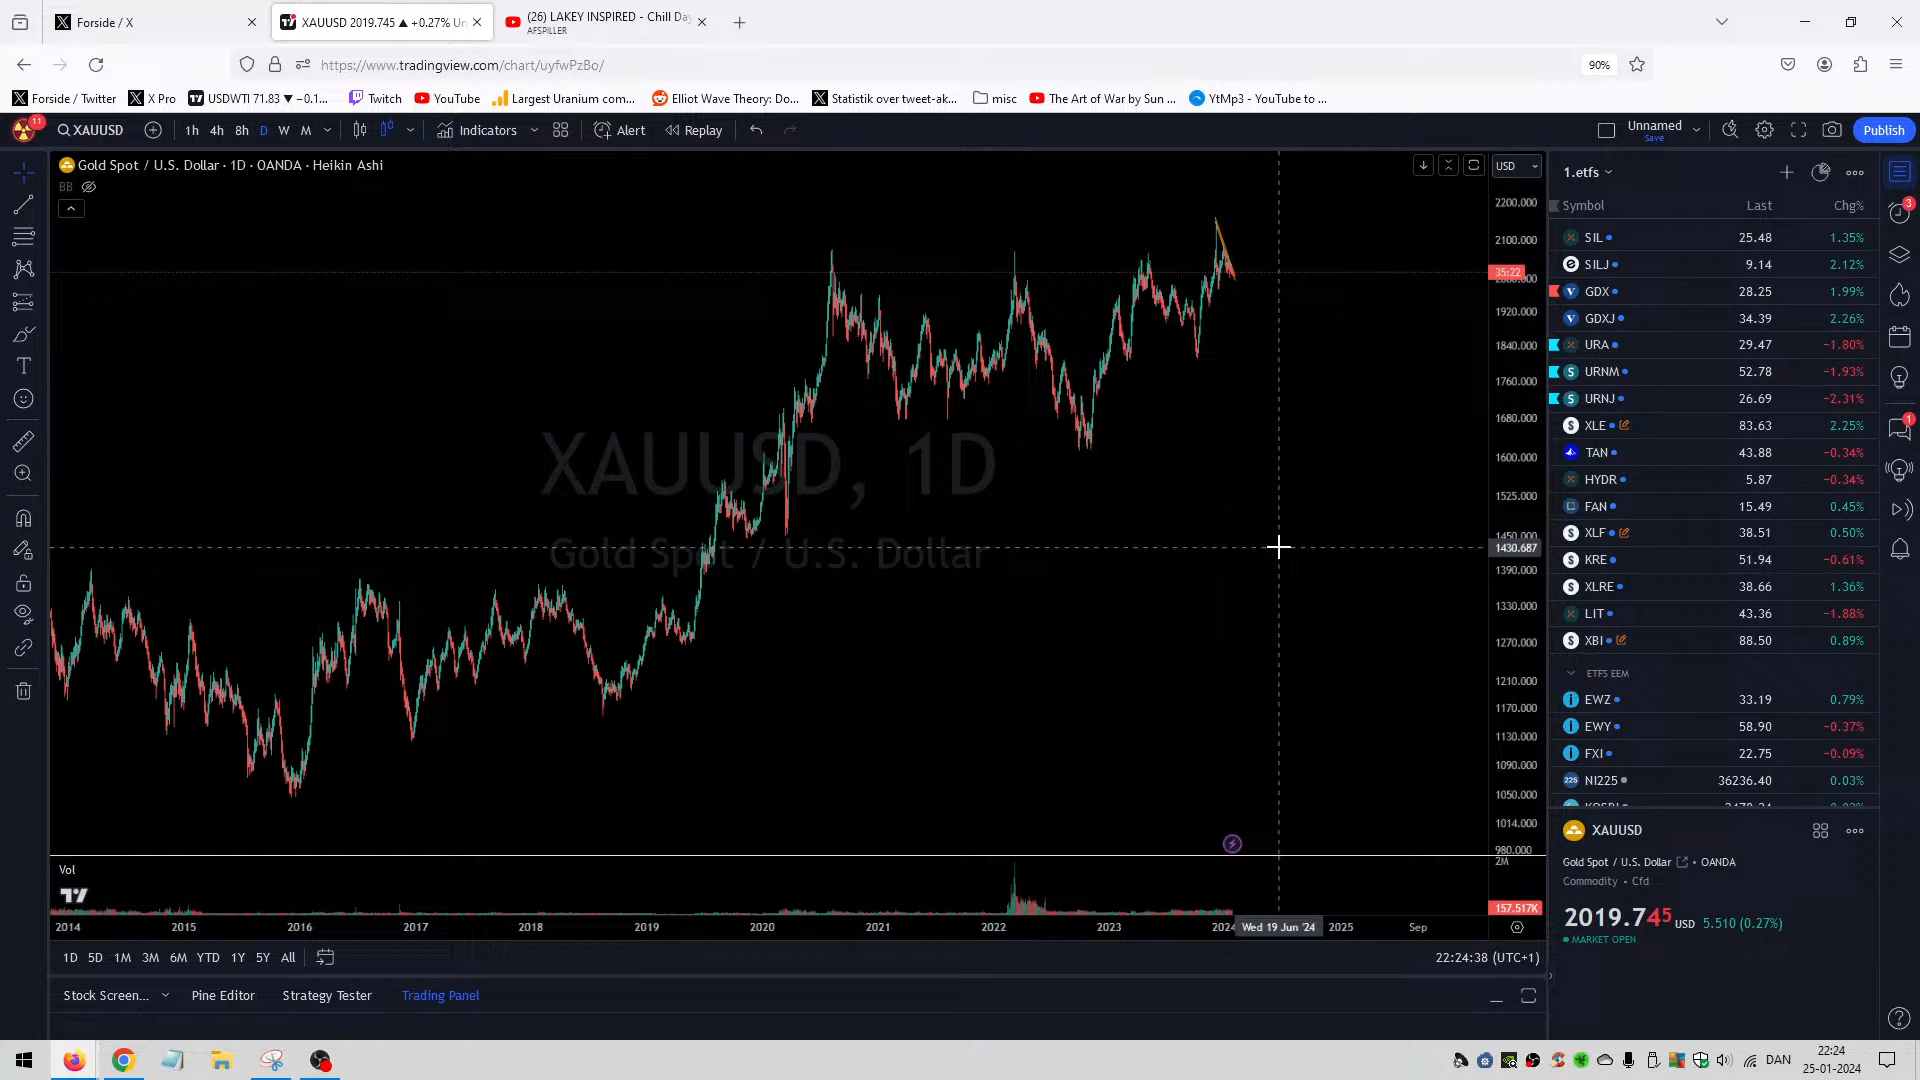 Forside / X
XAUUSD 2019.745 ▲ +0.27% Un
(26) LAKEY INSPIRED - Chill Day
AFSPILLER
https://www.tradingview.com/chart/uyfwPzBo/
90%
Forside / Twitter
X Pro
USDWTI 71.83 ▼ −0.1...
Twitch
YouTube
Largest Uranium com...
Elliot Wave Theory: Do...
Statistik over tweet-ak...
misc
The Art of War by Sun ...
YtMp3 - YouTube to ...
11
XAUUSD
1h 4h 8h D W M
Indicators
Alert
Replay
Unnamed
Save
Publish
Gold Spot / U.S. Dollar · 1D · OANDA · Heikin Ashi
BB
USD
XAUUSD, 1D
Gold Spot / U.S. Dollar
2200.000
2100.000
35:22
2000.000
1920.000
1840.000
1760.000
1680.000
1600.000
1525.000
1450.000
1430.687
1390.000
1330.000
1270.000
1210.000
1170.000
1130.000
1090.000
1050.000
1014.000
980.000
2M
Vol
157.517K
2014 2015 2016 2017 2018 2019 2020 2021 2022 2023 2024 Wed 19 Jun '24 2025 Sep
1D 5D 1M 3M 6M YTD 1Y 5Y All
22:24:38 (UTC+1)
Stock Screen... Pine Editor Strategy Tester Trading Panel
1.etfs
Symbol Last Chg%
SIL 25.48 1.35%
SILJ 9.14 2.12%
GDX 28.25 1.99%
GDXJ 34.39 2.26%
URA 29.47 −1.80%
URNM 52.78 −1.93%
URNJ 26.69 −2.31%
XLE 83.63 2.25%
TAN 43.88 −0.34%
HYDR 5.87 −0.34%
FAN 15.49 0.45%
XLF 38.51 0.50%
KRE 51.94 −0.61%
XLRE 38.66 1.36%
LIT 43.36 −1.88%
XBI 88.50 0.89%
ETFS EEM
EWZ 33.19 0.79%
EWY 58.90 −0.37%
FXI 22.75 −0.09%
225 NI225 36236.40 0.03%
3
1
XAUUSD
Gold Spot / U.S. Dollar • OANDA
Commodity • Cfd
2019.745 USD 5.510 (0.27%)
MARKET OPEN
DAN
22:24
25-01-2024